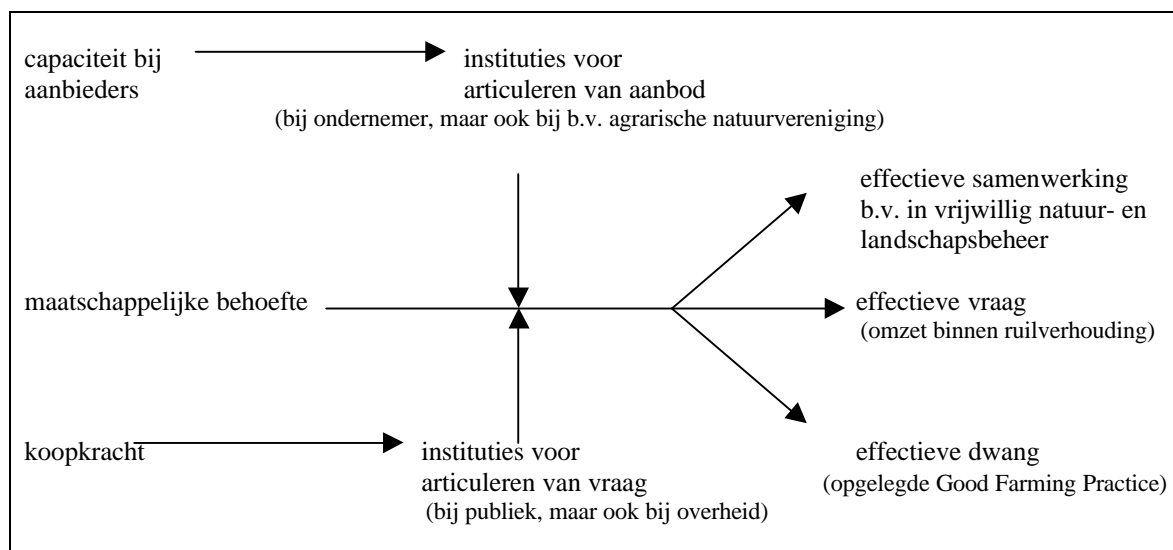 capaciteit bij
aanbieders
instituties voor
articuleren van aanbod
(bij ondernemer, maar ook bij b.v. agrarische natuurvereniging)
effectieve samenwerking
b.v. in vrijwillig natuur- en
landschapsbeheer
maatschappelijke behoefte
effectieve vraag
(omzet binnen ruilverhouding)
koopkracht
instituties voor
articuleren van vraag
(bij publiek, maar ook bij overheid)
effectieve dwang
(opgelegde Good Farming Practice)